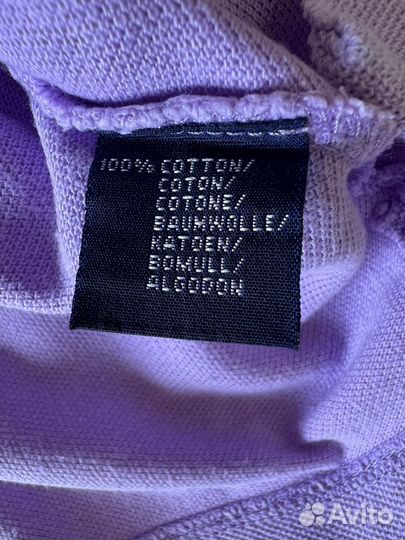 100% COTTON/
COTON/
COTONE/
BAUMWOLLE/
KATOEN/
BOMULL/
ALGODON
Avito